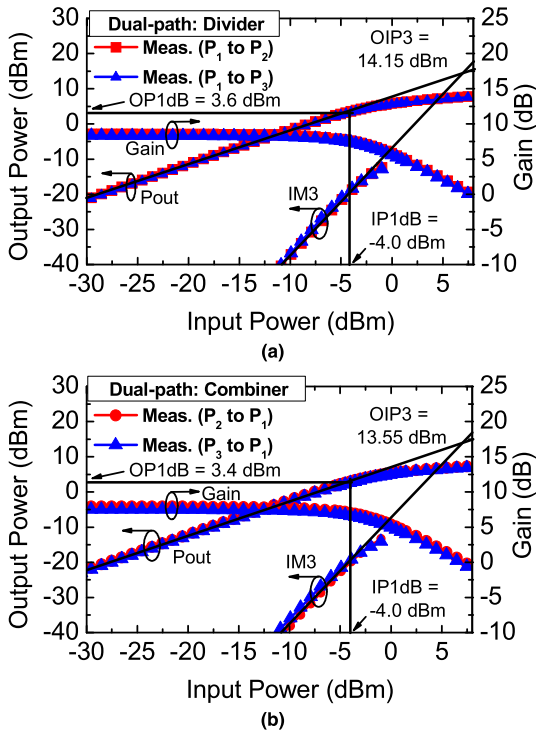 (a)
Dual-path: Divider
Meas. (P1 to P2)
Meas. (P1 to P3)
OP1dB = 3.6 dBm
OIP3 =
14.15 dBm
Gain
Pout
IM3
IP1dB =
-4.0 dBm
Output Power (dBm)
30
20
10
0
-10
-20
-30
-40
Gain (dB)
25
20
15
10
5
0
-5
-10
-30 -25 -20 -15 -10 -5 0 5
Input Power (dBm)
(a)
Dual-path: Combiner
Meas. (P2 to P1)
Meas. (P3 to P1)
OP1dB = 3.4 dBm
OIP3 =
13.55 dBm
Gain
Pout
IM3
IP1dB =
-4.0 dBm
Output Power (dBm)
30
20
10
0
-10
-20
-30
-40
Gain (dB)
25
20
15
10
5
0
-5
-10
-30 -25 -20 -15 -10 -5 0 5
Input Power (dBm)
(b)